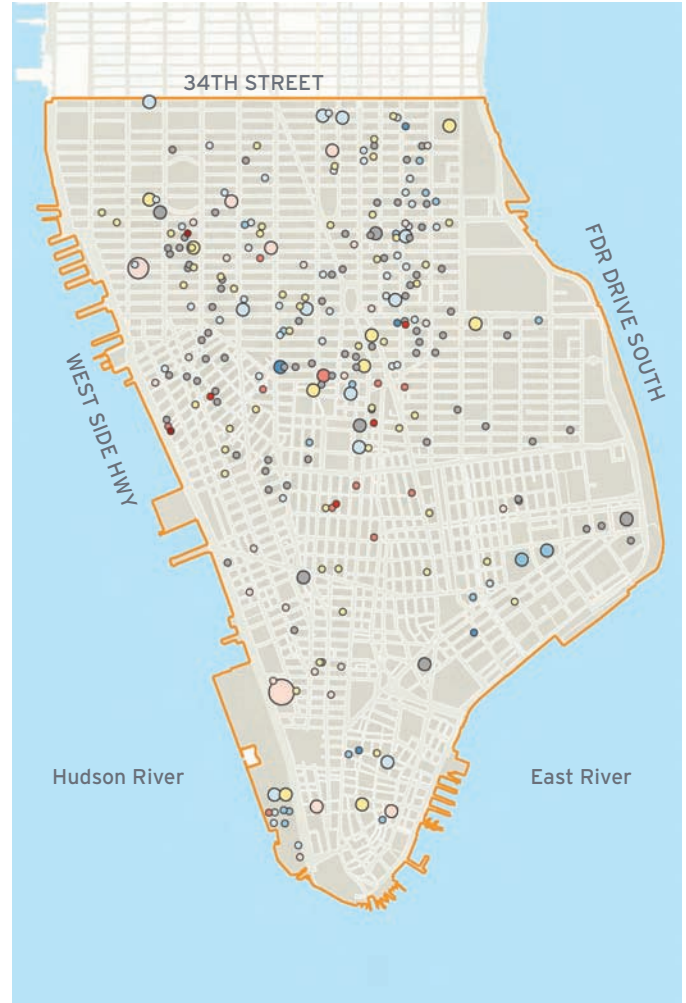 34TH STREET
FDR DRIVE SOUTH
WEST SIDE HWY
Hudson River
East River